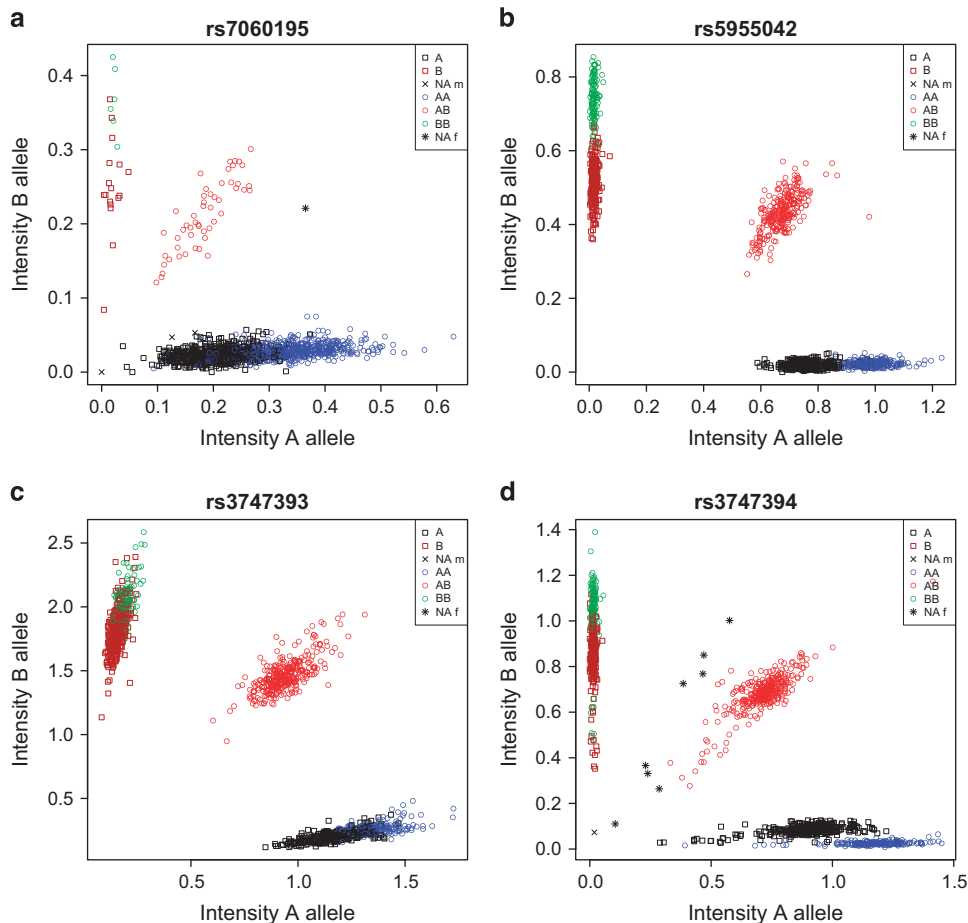 a
rs7060195
Intensity B allele
0.4
0.3
0.2
0.1
0.0
A
B
NA m
AA
AB
BB
NA f
0.0 0.1 0.2 0.3 0.4 0.5 0.6
Intensity A allele
b
rs5955042
Intensity B allele
0.8
0.6
0.4
0.2
0.0
A
B
NA m
AA
AB
BB
NA f
0.0 0.2 0.4 0.6 0.8 1.0 1.2
Intensity A allele
c
rs3747393
Intensity B allele
2.5
2.0
1.5
1.0
0.5
A
B
NA m
AA
AB
BB
NA f
0.5 1.0 1.5
Intensity A allele
d
rs3747394
Intensity B allele
1.4
1.2
1.0
0.8
0.6
0.4
0.2
0.0
A
B
NA m
AA
AB
BB
NA f
0.0 0.5 1.0 1.5
Intensity A allele